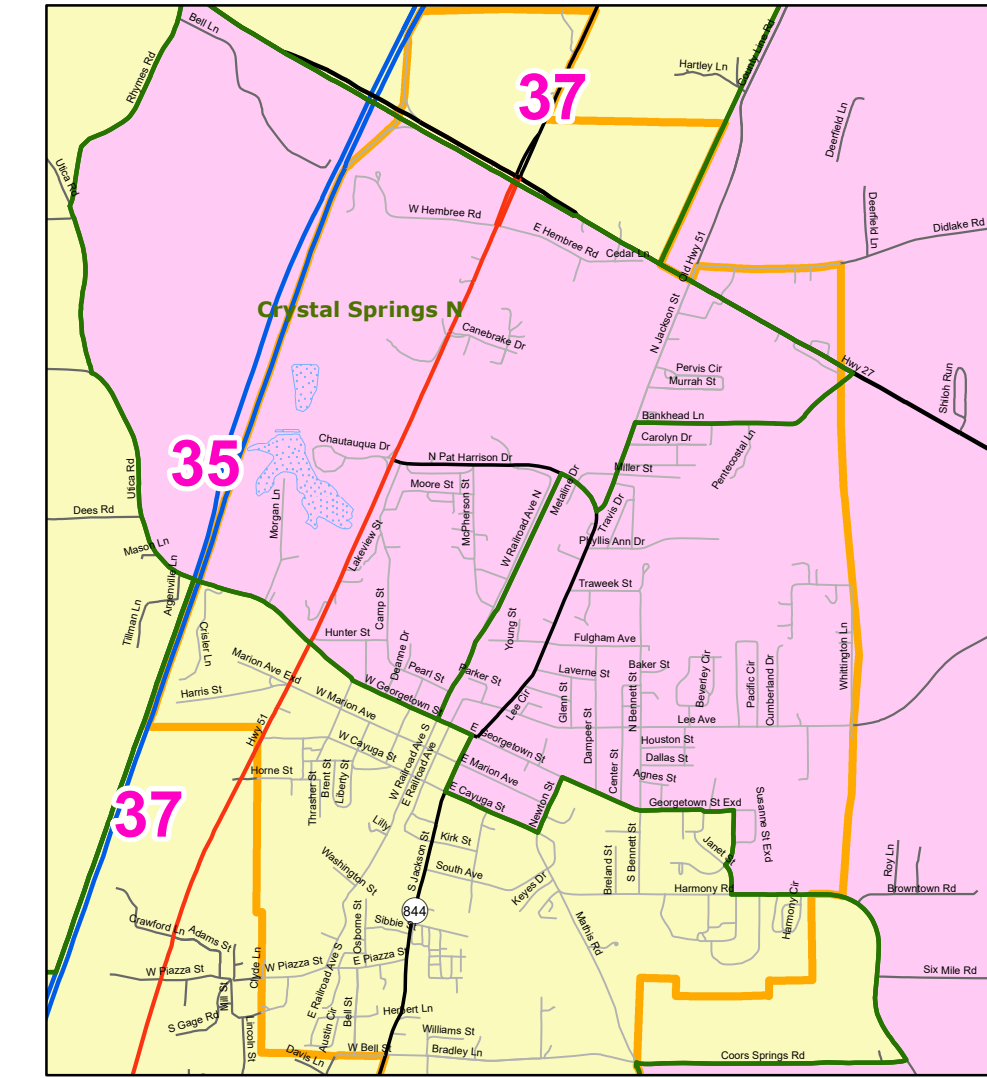 Bell Ln
Rhymes Rd
County Line Rd
Hartley Ln
37
Deerfield Ln
Utica Rd
Deerfield Ln
W Hembree Rd
E Hembree Rd
Cedar Ln
Old Hwy 51
Didlake Rd
Crystal Springs N
N Jackson St
Canebrake Dr
Hwy 27
Pervis Cir
Murrah St
Shiloh Run
Bankhead Ln
Chautauqua Dr
Carolyn Dr
Pentecostal Ln
35
N Pat Harrison Dr
Miller St
Utica Rd
Moore St
McPherson St
Metaline Dr
Dees Rd
Morgan Ln
W Railroad Ave N
Travis Dr
Mason Ln
Lakeview St
Phyllis Ann Dr
Argenville Ln
Traweek St
Tillman Ln
Crisler Ln
Camp St
Young St
Hunter St
Deanne Dr
Fulgham Ave
Whitington Ln
Marion Ave Exd
Pearl St
Parker St
Laverne St
Baker St
Beverley Cir
Pacific Cir
Cumberland Dr
Harris St
W Georgetown St
W Marion Ave
Lee Cir
Glenn St
N Bennett St
Lee Ave
Hwy 51
W Cayuga St
W Railroad Ave S
E Railroad Ave
E Georgetown St
Dampeer St
Houston St
Dallas St
Horne St
Thrasher St
Brent St
Liberty St
E Marion Ave
E Cayuga St
Center St
Agnes St
37
Newton St
Georgetown St Exd
Susanne St Exd
Lilly
Kirk St
S Jackson St
S Bennett St
Janet St
Washington St
South Ave
Keyes Dr
Breland St
Harmony Rd
Harmony Cir
Roy Ln
Browntown Rd
844
Crawford Ln
Adams St
Osborne St
Sibbie St
Mathis Rd
W Piazza St
Clyde Ln
W Piazza St
E Piazza St
Six Mile Rd
Mill St
E Railroad Ave S
S Gage Rd
Lincoln St
Austin Cir
Bell St
Herbert Ln
Williams St
Davis Ln
W Bell St
Bradley Ln
Coors Springs Rd